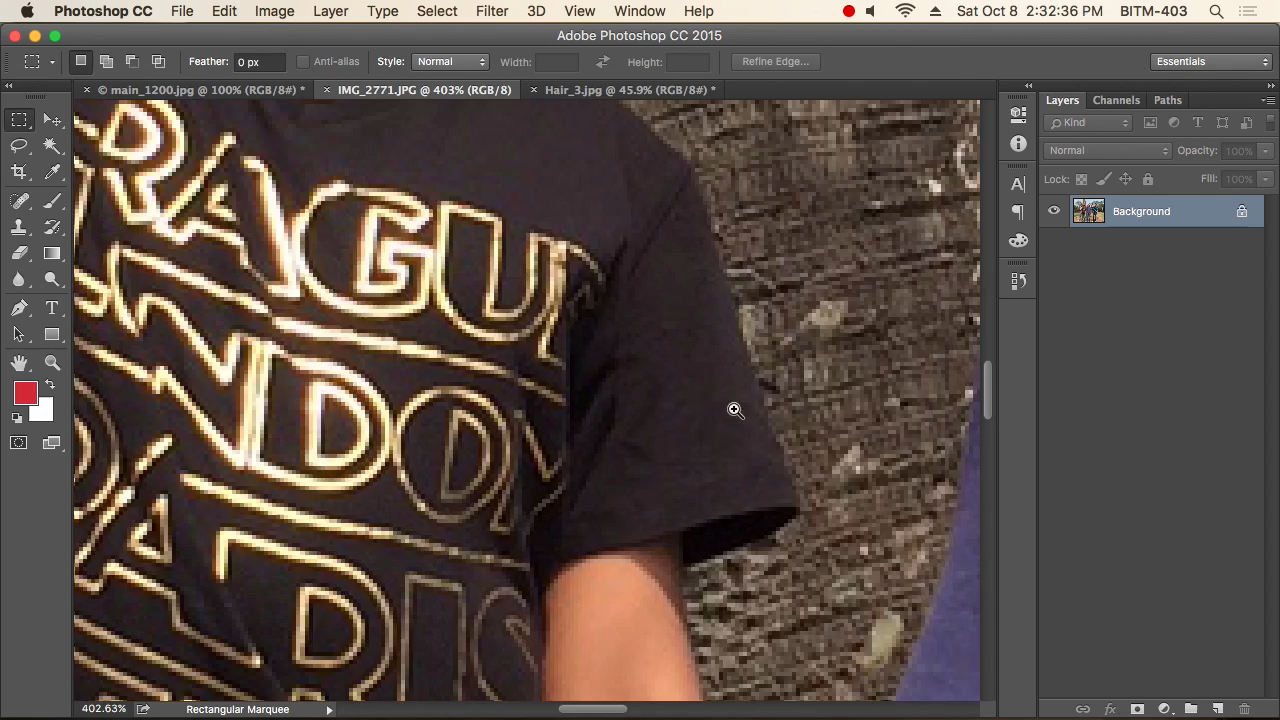 Photoshop CC File Edit Image Layer Type Select Filter 3D View Window Help Sat Oct 8 2:32:36 PM BITM-403
Adobe Photoshop CC 2015
Feather: 0 px Anti-alias Style: Normal Width: Height: Refine Edge... Essentials
× © main_1200.jpg @ 100% (RGB/8#) * × IMG_2771.JPG @ 403% (RGB/8) × Hair_3.jpg @ 45.9% (RGB/8#) *
Layers Channels Paths
Kind
Normal Opacity: 100%
Lock: Fill: 100%
Background
RAGU
NDO
PARIS
402.63% Rectangular Marquee